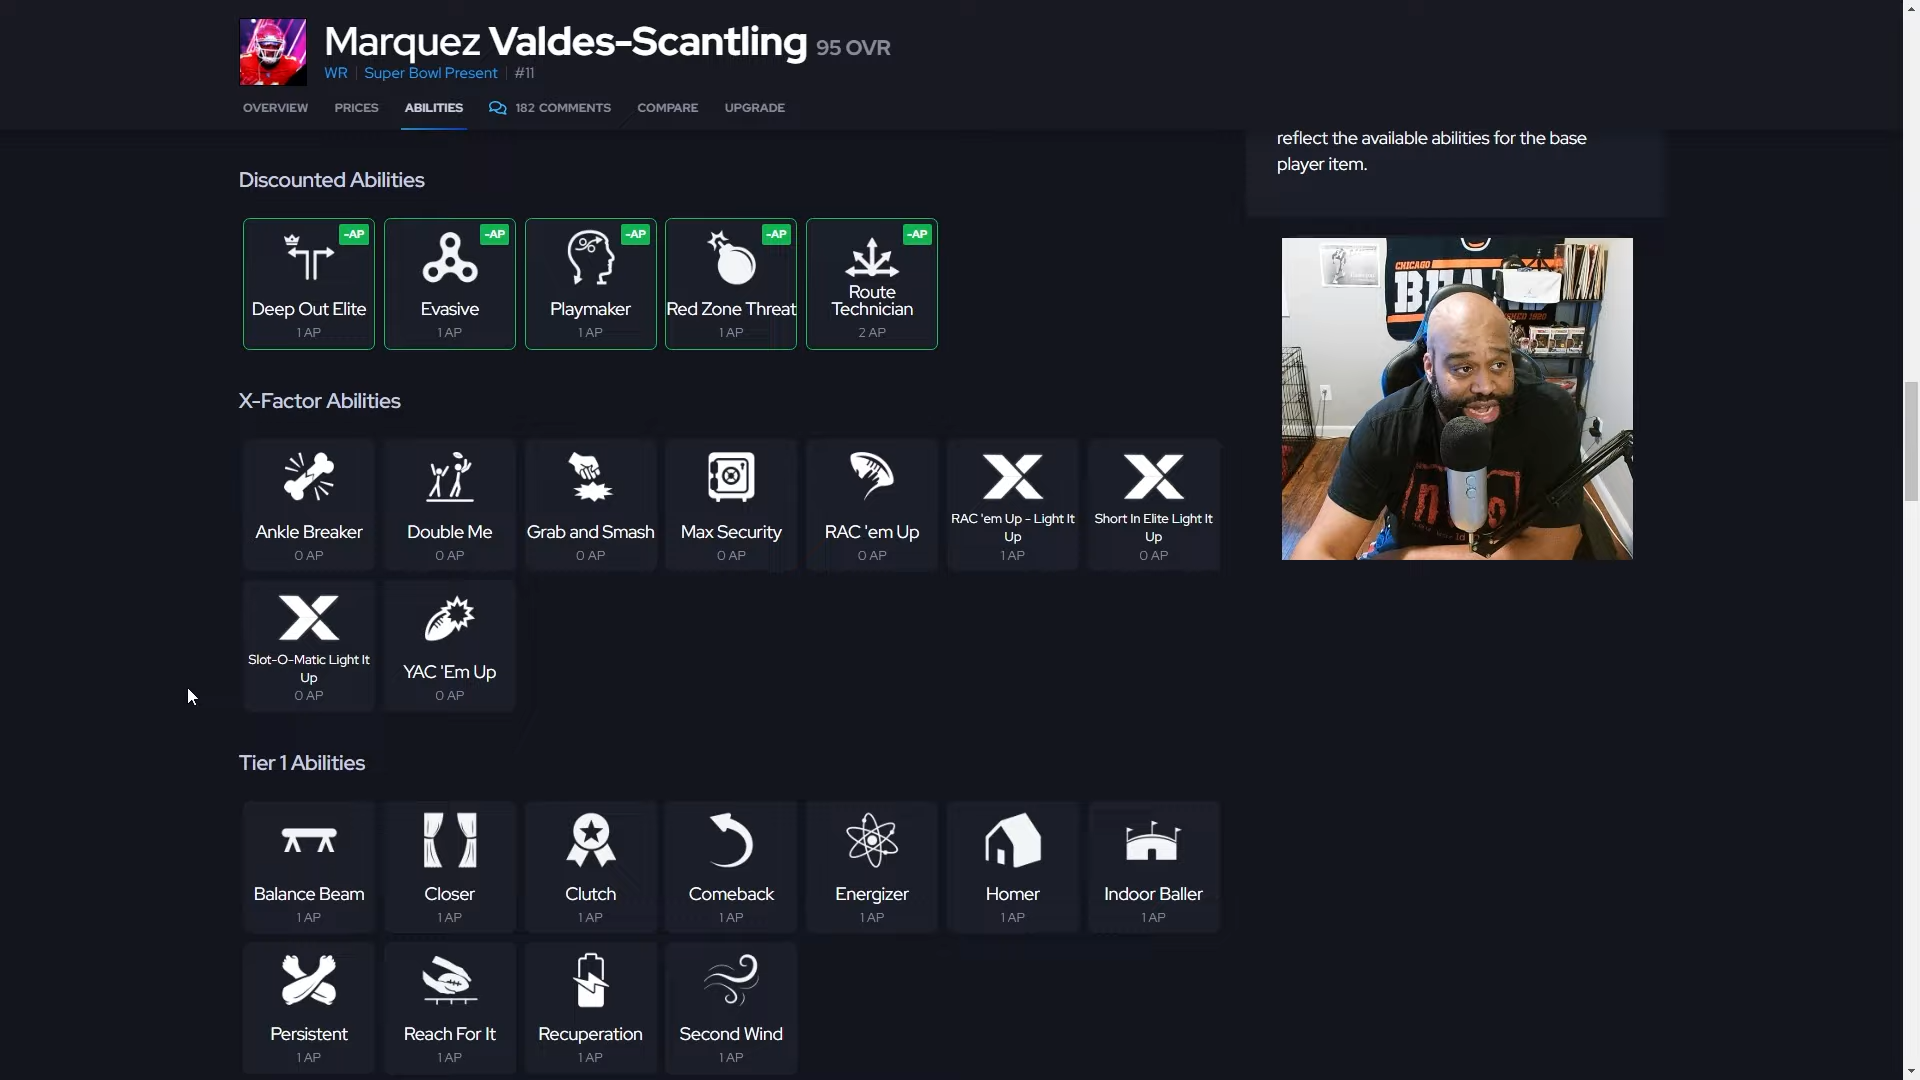 Marquez Valdes-Scantling 95 OVR
WR Super Bowl Present #11
OVERVIEW PRICES ABILITIES 182 COMMENTS COMPARE UPGRADE
reflect the available abilities for the base
player item.
Discounted Abilities
-AP -AP -AP -AP -AP
Deep Out Elite Evasive Playmaker Red Zone Threat Route Technician
1 AP 1 AP 1 AP 1 AP 2 AP
X-Factor Abilities
Ankle Breaker Double Me Grab and Smash Max Security RAC 'em Up RAC 'em Up - Light It Up Short In Elite Light It Up
0 AP 0 AP 0 AP 0 AP 0 AP 1 AP 0 AP
Slot-O-Matic Light It Up YAC 'Em Up
0 AP 0 AP
Tier 1 Abilities
Balance Beam Closer Clutch Comeback Energizer Homer Indoor Baller
1 AP 1 AP 1 AP 1 AP 1 AP 1 AP 1 AP
Persistent Reach For It Recuperation Second Wind
1 AP 1 AP 1 AP 1 AP
CHICAGO